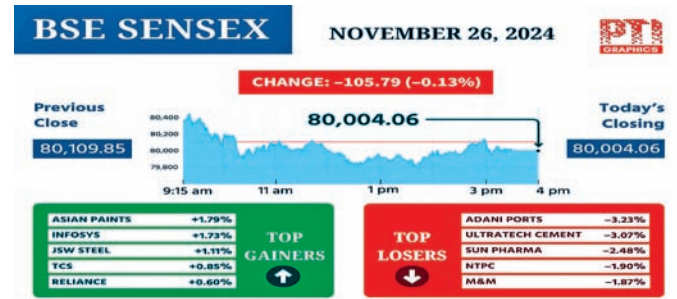 BSE SENSEX
NOVEMBER 26, 2024
PTI
GRAPHICS
CHANGE: –105.79 (–0.13%)
Previous
Close
80,109.85
80,400
80,200
80,000
79,800
80,004.06
Today's
Closing
80,004.06
9:15 am 11 am 1 pm 3 pm 4 pm
ASIAN PAINTS +1.79%
INFOSYS +1.73%
JSW STEEL +1.11%
TCS +0.85%
RELIANCE +0.60%
TOP
GAINERS
TOP
LOSERS
ADANI PORTS –3.23%
ULTRATECH CEMENT –3.07%
SUN PHARMA –2.48%
NTPC –1.90%
M&M –1.87%